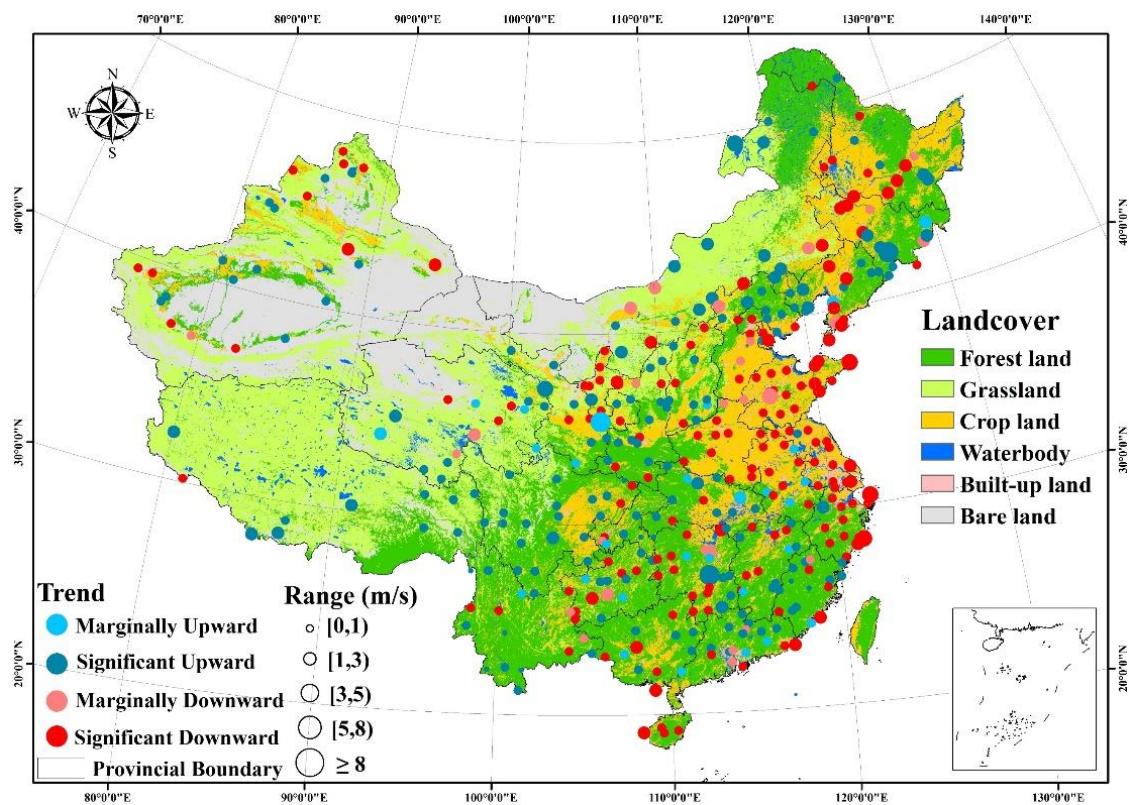 70°0'0"E 80°0'0"E 90°0'0"E 100°0'0"E 110°0'0"E 120°0'0"E 130°0'0"E 140°0'0"E
N
W E
S
40°0'0"N
30°0'0"N
20°0'0"N
40°0'0"N
30°0'0"N
20°0'0"N
Landcover
Forest land
Grassland
Crop land
Waterbody
Built-up land
Bare land
Trend
Marginally Upward
Significant Upward
Marginally Downward
Significant Downward
Provincial Boundary
Range (m/s)
[0,1)
[1,3)
[3,5)
[5,8)
≥ 8
80°0'0"E 90°0'0"E 100°0'0"E 110°0'0"E 120°0'0"E 130°0'0"E